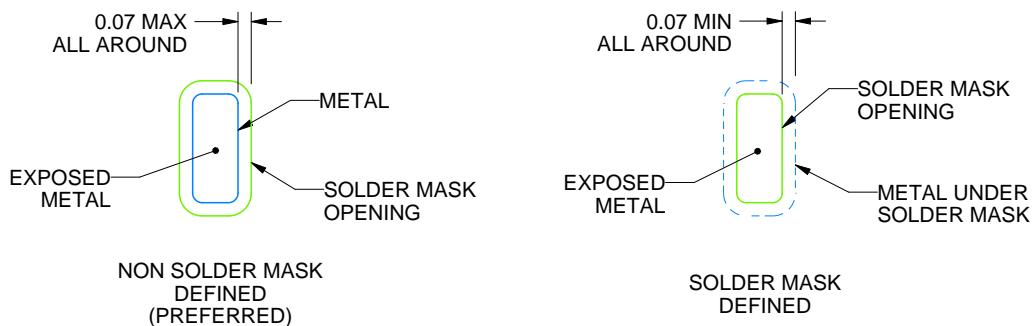 0.07 MAX
ALL AROUND
METAL
EXPOSED
METAL
SOLDER MASK
OPENING
NON SOLDER MASK
DEFINED
(PREFERRED)
0.07 MIN
ALL AROUND
SOLDER MASK
OPENING
EXPOSED
METAL
METAL UNDER
SOLDER MASK
SOLDER MASK
DEFINED